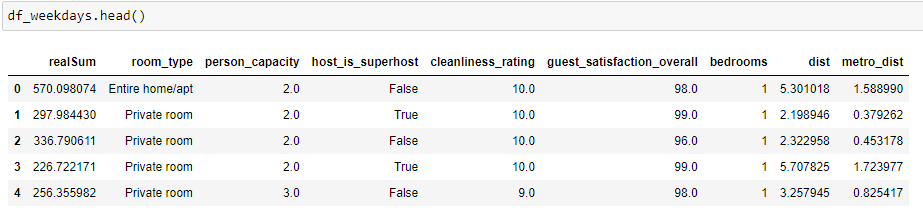 df_weekdays.head()
realSum room_type person_capacity host_is_superhost cleanliness_rating guest_satisfaction_overall bedrooms dist metro_dist
0 570.098074 Entire home/apt 2.0 False 10.0 98.0 1 5.301018 1.588990
1 297.984430 Private room 2.0 True 10.0 99.0 1 2.198946 0.379262
2 336.790611 Private room 2.0 False 10.0 96.0 1 2.322958 0.453178
3 226.722171 Private room 2.0 True 10.0 99.0 1 5.707825 1.723977
4 256.355982 Private room 3.0 False 9.0 98.0 1 3.257945 0.825417